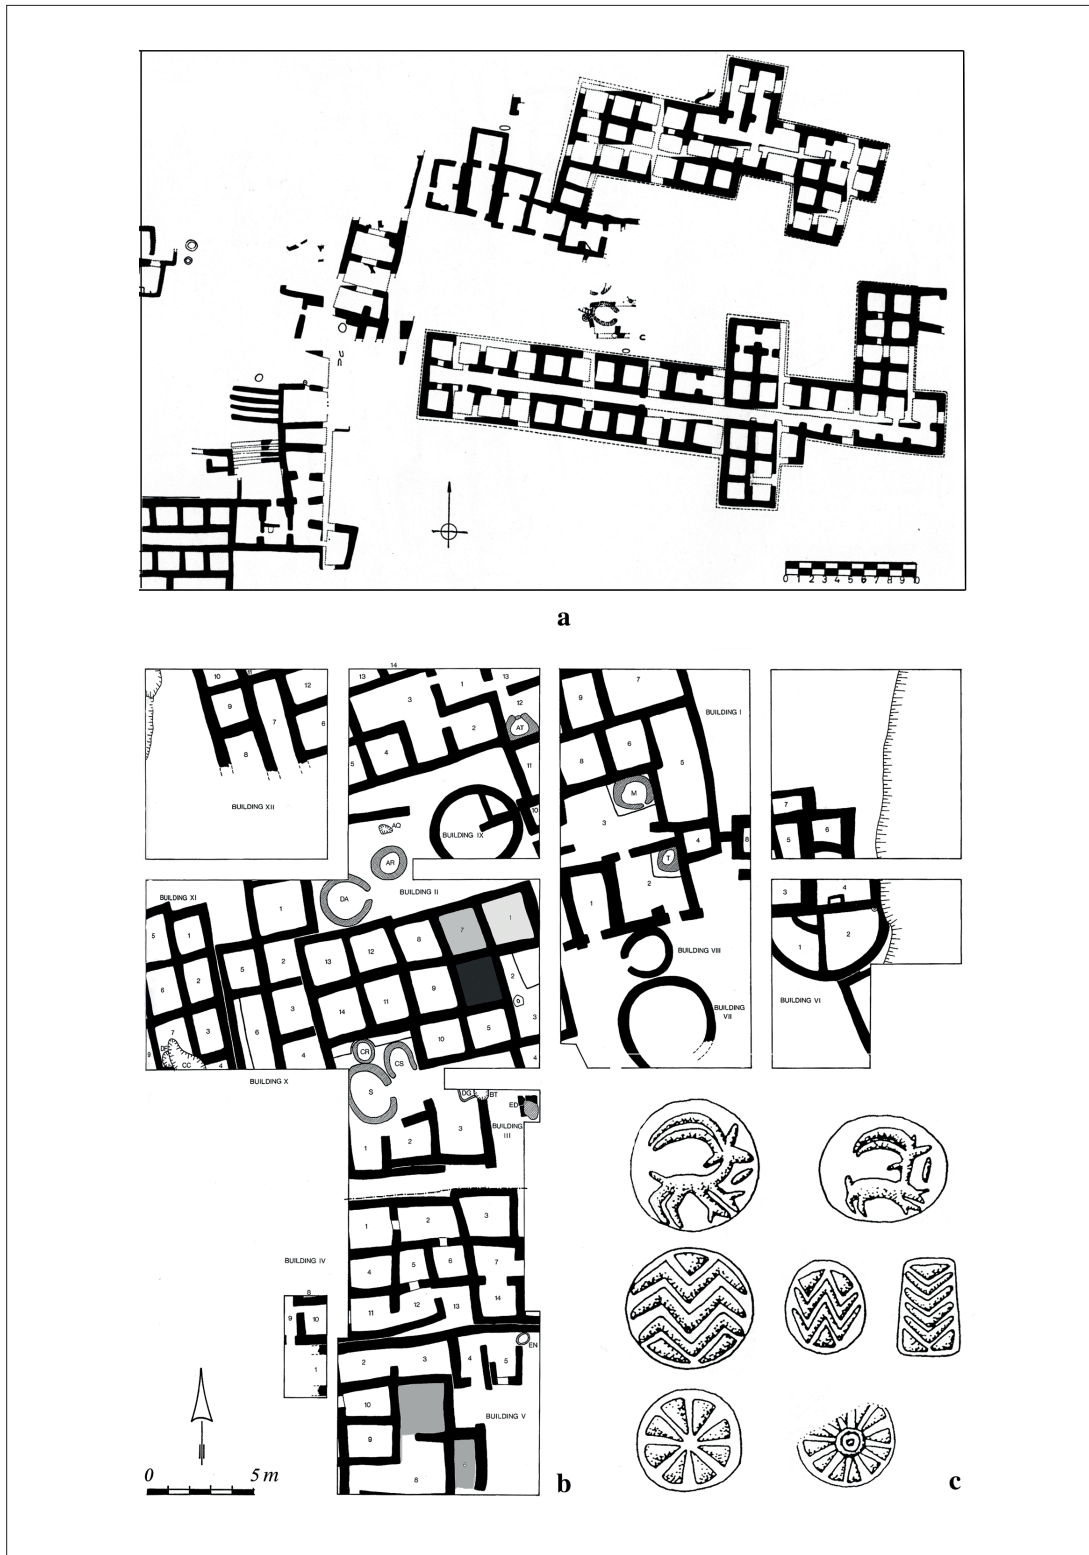 C
0 1 2 3 4 5 6 7 8 9 10
a
10 12 9 7 6 8
BUILDING XII
14
13 3 1 13
12
AT
2
4
5 11
10
AQ
BUILDING IX
AR
7
9
BUILDING I
6
8 5
M
3
4 8
T
2
1
BUILDING VIII
BUILDING
VII
7
6
5
3 4
1 2
BUILDING VI
BUILDING XI
5 1
6 2
7 3
9 CC 4
1
5 2
3
6
4
BUILDING X
DA
BUILDING II
7 1
8
12
13
9 2
11
14 3
5
10
4
CR
CS
S
DG BT
ED
BUILDING
III
3
2
1
3
2
1
6
5 7
4
14
12 13
11
BUILDING IV
8
9 10
1
EN
2 3 4 5
10
BUILDING V
9
8
0 5 m
b
c